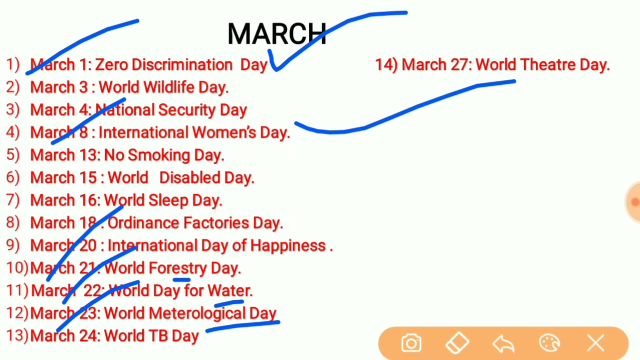 MARCH
1) March 1: Zero Discrimination Day
2) March 3 : World Wildlife Day.
3) March 4: National Security Day
4) March 8 : International Women's Day.
5) March 13: No Smoking Day.
6) March 15 : World Disabled Day.
7) March 16: World Sleep Day.
8) March 18 : Ordinance Factories Day.
9) March 20 : International Day of Happiness .
10)March 21: World Forestry Day.
11) March 22: World Day for Water.
12)March 23: World Meterological Day
13)March 24: World TB Day
14) March 27: World Theatre Day.